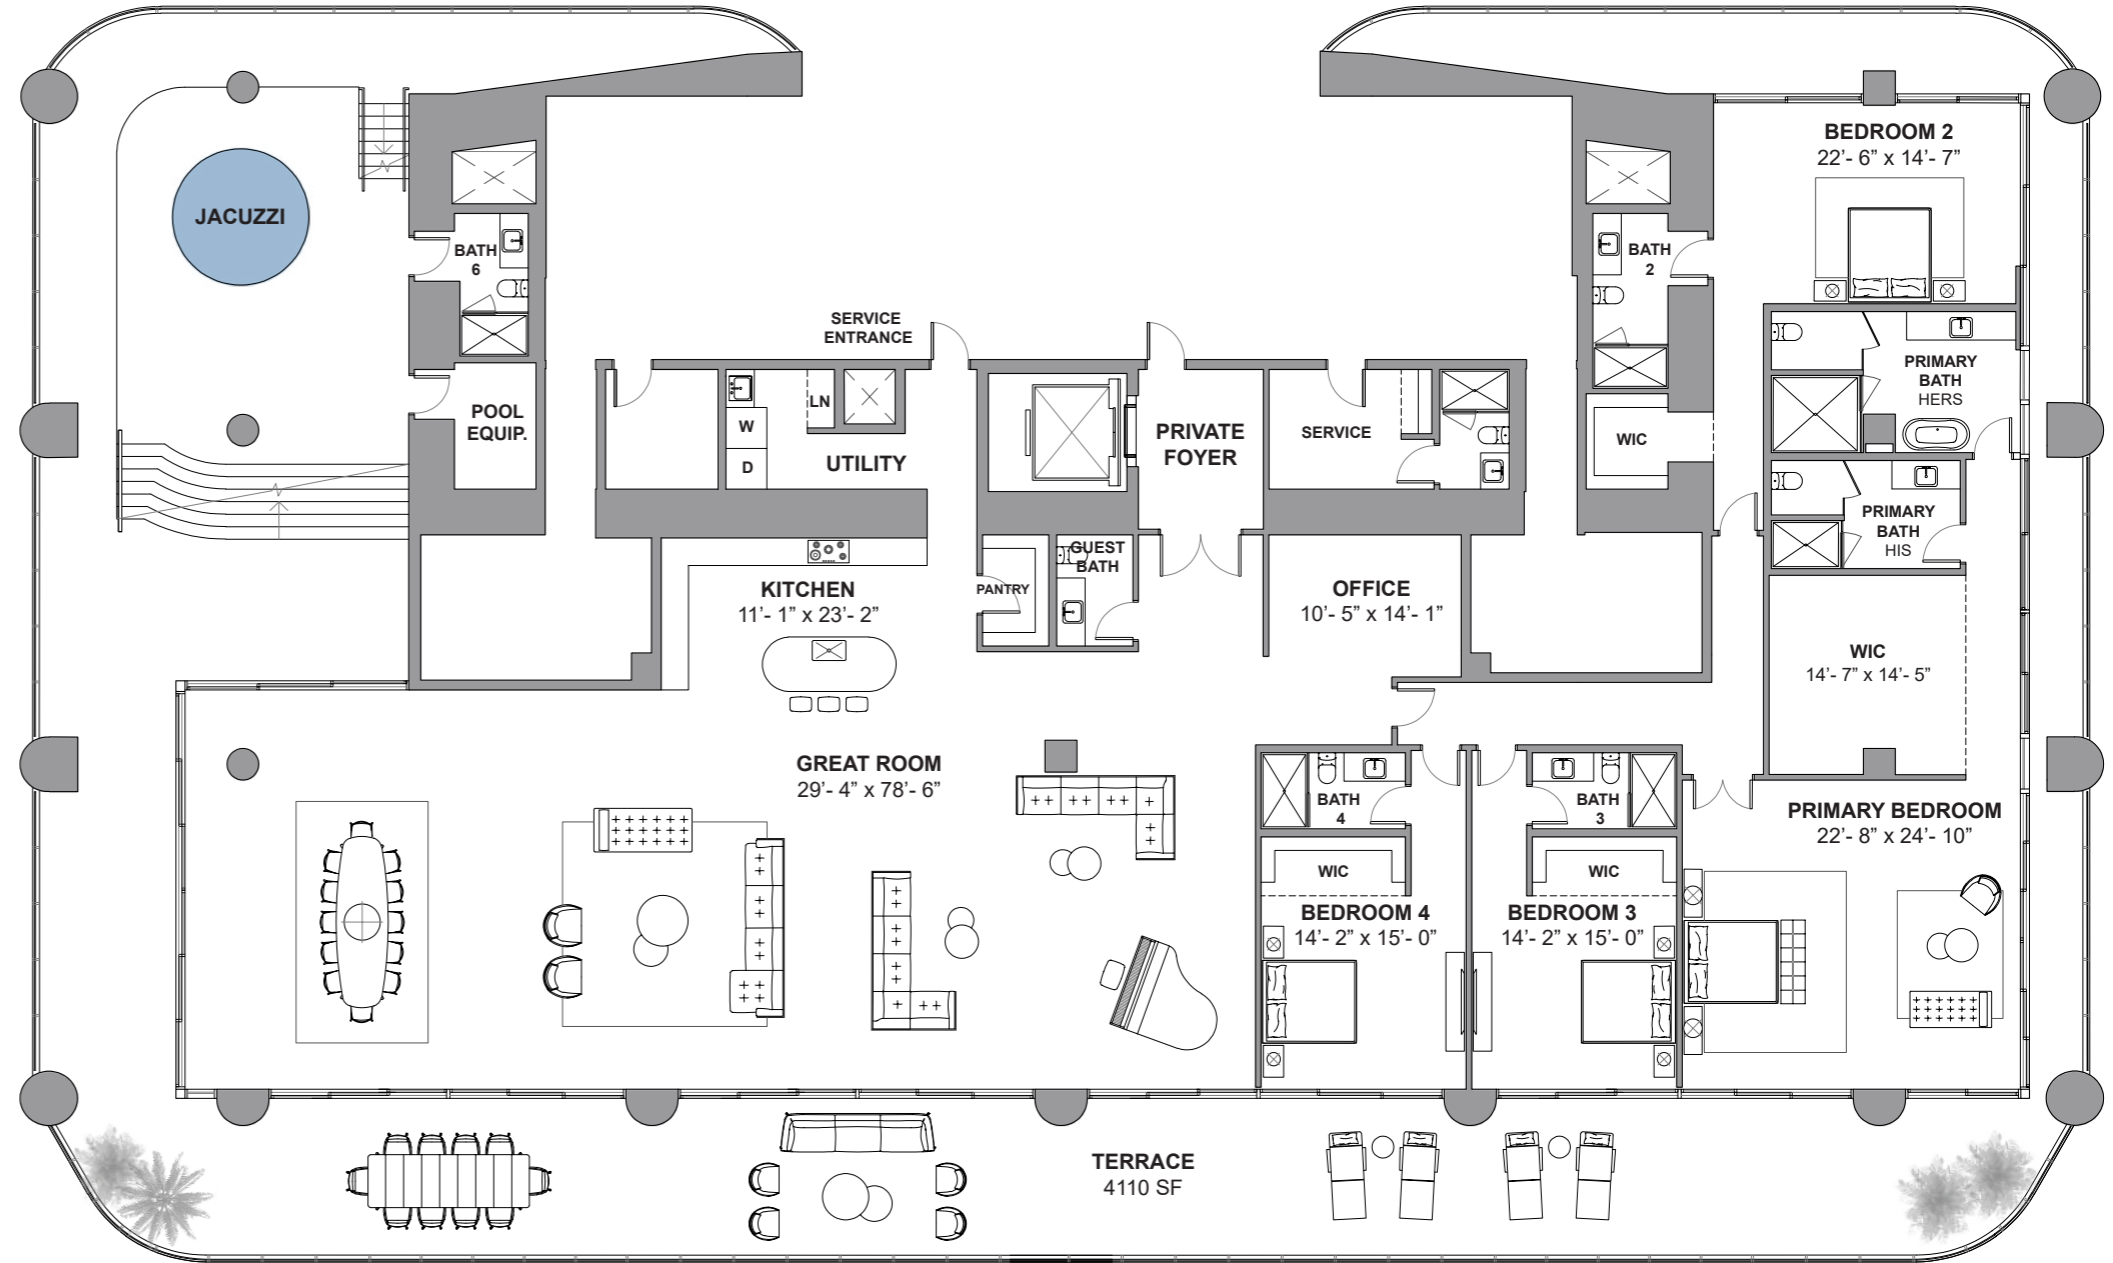 BEDROOM 2
22’- 6” x 14’- 7”
JACUZZI
BATH
6
BATH
2
SERVICE
ENTRANCE
PRIMARY
BATH
HERS
POOL
EQUIP.
LN
W
D
UTILITY
PRIVATE
FOYER
SERVICE
WIC
PRIMARY
BATH
HIS
GUEST
BATH
PANTRY
KITCHEN
11’- 1” x 23’- 2”
OFFICE
10’- 5” x 14’- 1”
WIC
14’- 7” x 14’- 5”
GREAT ROOM
29’- 4” x 78’- 6”
BATH
4
BATH
3
PRIMARY BEDROOM
22’- 8” x 24’- 10”
WIC
WIC
BEDROOM 4
14’- 2” x 15’- 0”
BEDROOM 3
14’- 2” x 15’- 0”
TERRACE
4110 SF